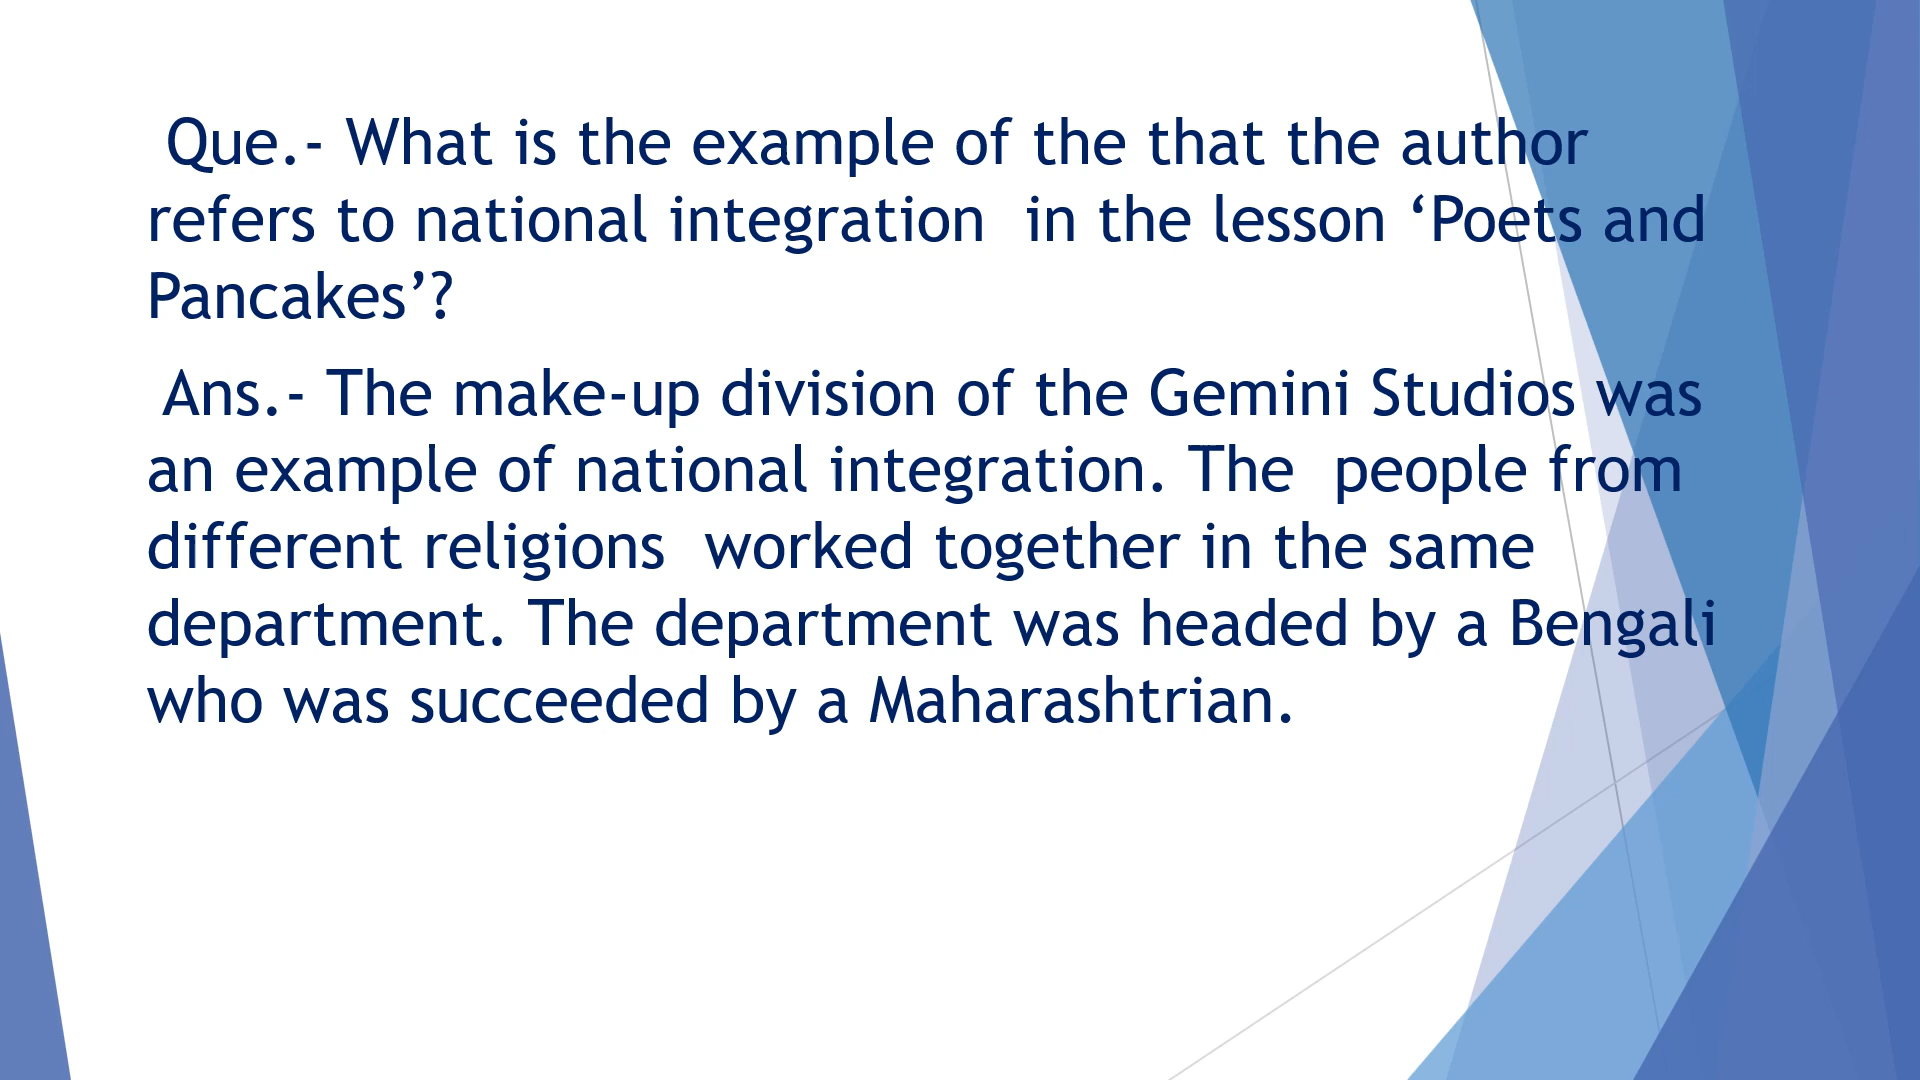 Que.- What is the example of the that the author
refers to national integration  in the lesson ‘Poets and
Pancakes’?
Ans.- The make-up division of the Gemini Studios was
an example of national integration. The  people from
different religions  worked together in the same
department. The department was headed by a Bengali
who was succeeded by a Maharashtrian.